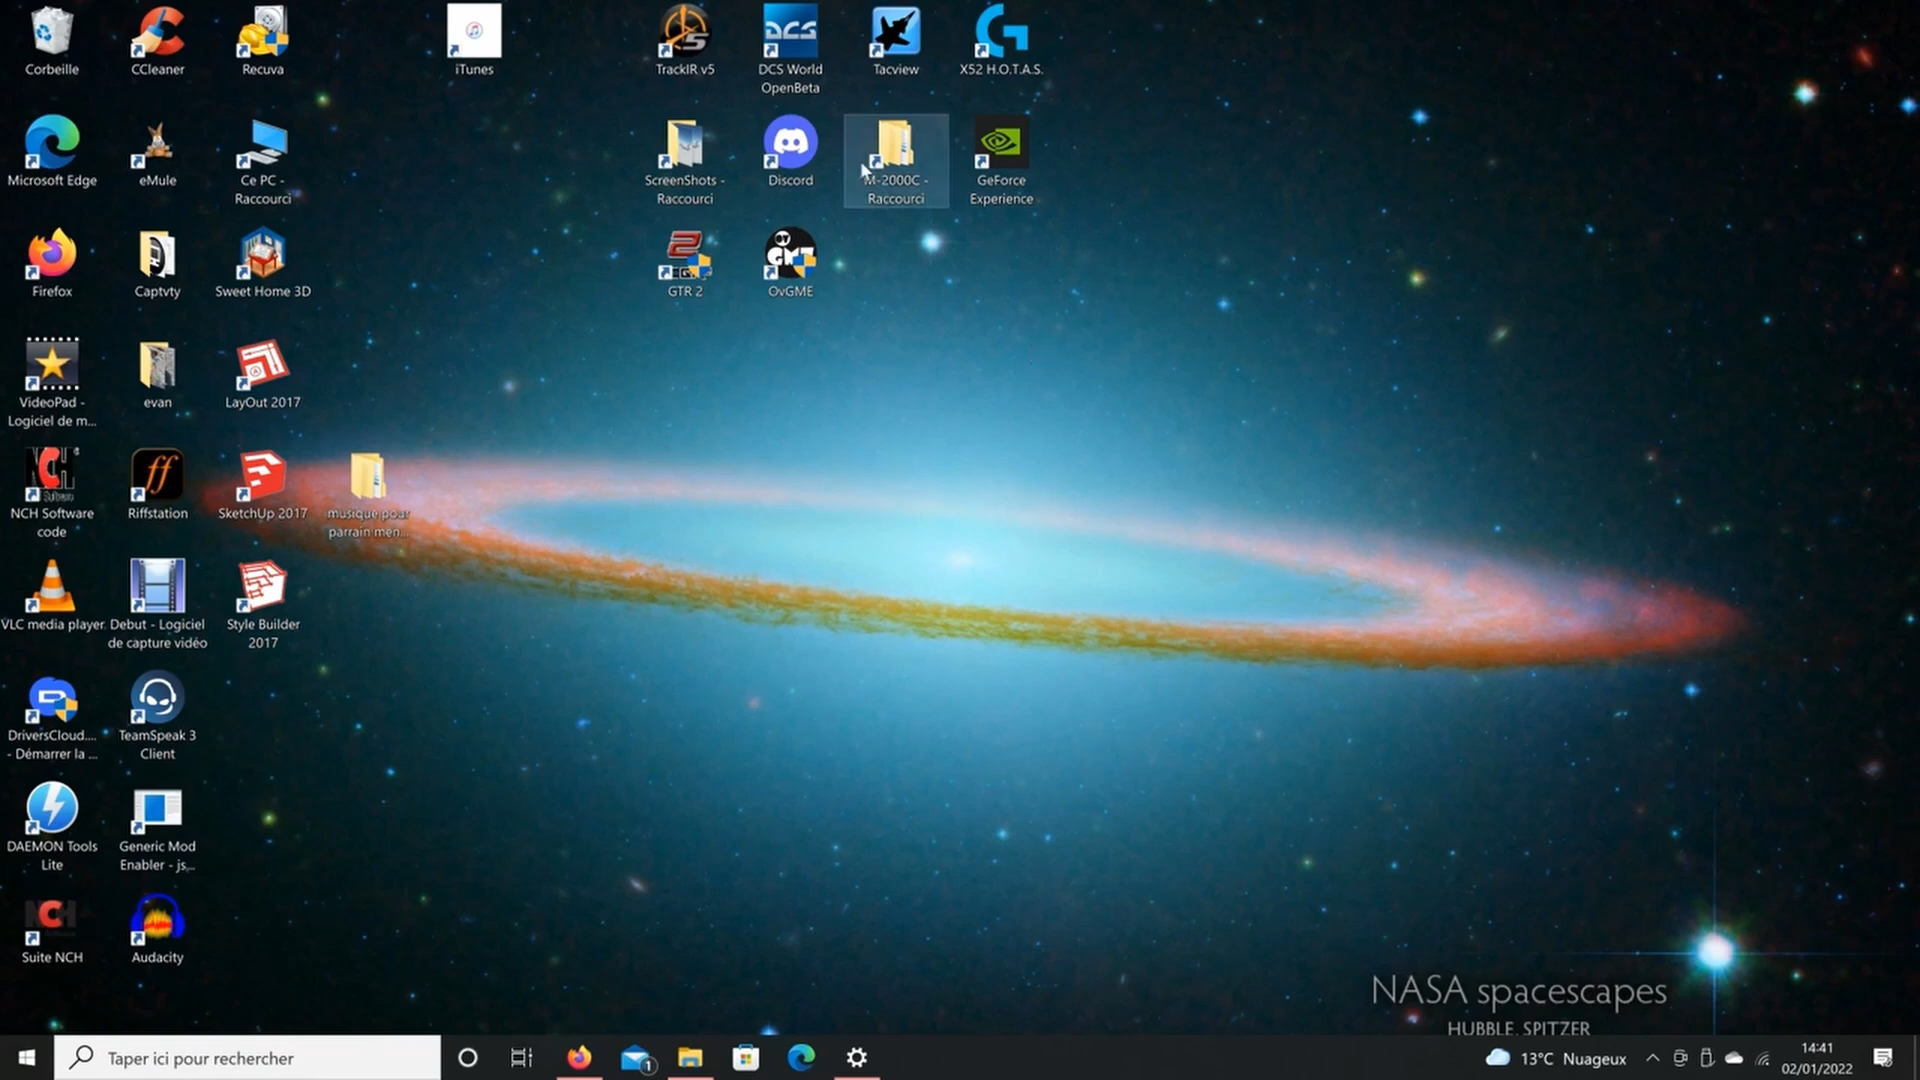 Corbeille
CCleaner
Recuva
iTunes
TrackIR v5
DCS World
OpenBeta
Tacview
X52 H.O.T.A.S.
Microsoft Edge
eMule
Ce PC -
Raccourci
ScreenShots -
Raccourci
Discord
M-2000C -
Raccourci
GeForce
Experience
Firefox
Captvty
Sweet Home 3D
GTR 2
OvGME
VideoPad -
Logiciel de m...
evan
LayOut 2017
NCH Software
code
Riffstation
SketchUp 2017
musique pour
parrain men...
VLC media player
Debut - Logiciel
de capture vidéo
Style Builder
2017
DriversCloud....
- Démarrer la ...
TeamSpeak 3
Client
DAEMON Tools
Lite
Generic Mod
Enabler - js...
Suite NCH
Audacity
NASA spacescapes
HUBBLE, SPITZER
Taper ici pour rechercher
1
13°C Nuageux
14:41
02/01/2022